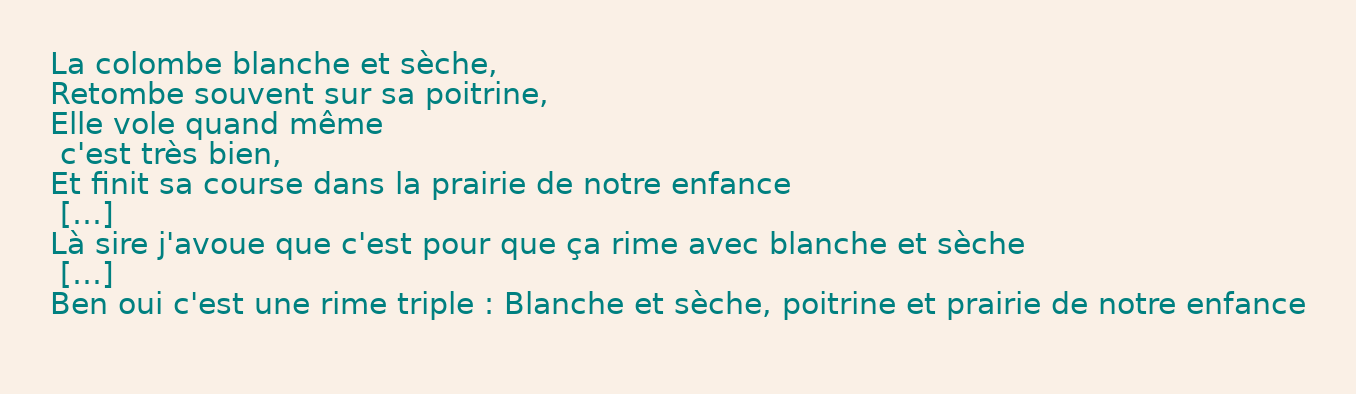 La colombe blanche et sèche,
Retombe souvent sur sa poitrine,
Elle vole quand même
c'est très bien,
Et finit sa course dans la prairie de notre enfance
[…]
Là sire j'avoue que c'est pour que ça rime avec blanche et sèche
[…]
Ben oui c'est une rime triple : Blanche et sèche, poitrine et prairie de notre enfance